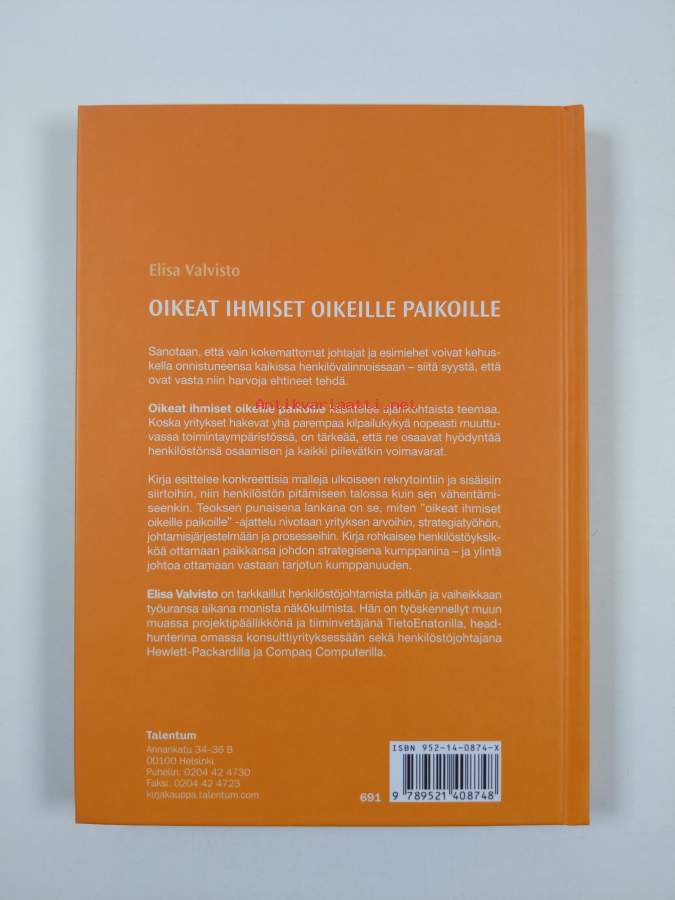 Elisa Valvisto
OIKEAT IHMISET OIKEILLE PAIKOILLE
Sanotaan, että vain kokemattomat johtajat ja esimiehet voivat kehus-
kella onnistuneensa kaikissa henkilövalinnoissaan – siitä syystä, että
ovat vasta niin harvoja ehtineet tehdä.
Antikvariaatti.net
Oikeat ihmiset oikeille paikoille käsittelee ajankohtaista teemaa.
Koska yritykset hakevat yhä parempaa kilpailukykyä nopeasti muuttu-
vassa toimintaympäristössä, on tärkeää, että ne osaavat hyödyntää
henkilöstönsä osaamisen ja kaikki piilevätkin voimavarat.
Kirja esittelee konkreettisia malleja ulkoiseen rekrytointiin ja sisäisiin
siirtoihin, niin henkilöstön pitämiseen talossa kuin sen vähentämi-
seenkin. Teoksen punaisena lankana on se, miten "oikeat ihmiset
oikeille paikoille" -ajattelu nivotaan yrityksen arvoihin, strategiatyöhön,
johtamisjärjestelmään ja prosesseihin. Kirja rohkaisee henkilöstöyksik-
köä ottamaan paikkansa johdon strategisena kumppanina – ja ylintä
johtoa ottamaan vastaan tarjotun kumppanuuden.
Elisa Valvisto on tarkkaillut henkilöstöjohtamista pitkän ja vaiheikkaan
työuransa aikana monista näkökulmista. Hän on työskennellyt muun
muassa projektipäällikkönä ja tiiminvetäjänä TietoEnatorilla, head-
hunterina omassa konsulttiyrityksessään sekä henkilöstöjohtajana
Hewlett-Packardilla ja Compaq Computerilla.
Talentum
Annankatu 34–36 B
00100 Helsinki
Puhelin: 0204 42 4730
Faksi: 0204 42 4723
kirjakauppa.talentum.com
691
ISBN 952-14-0874-X
9 789521 408748